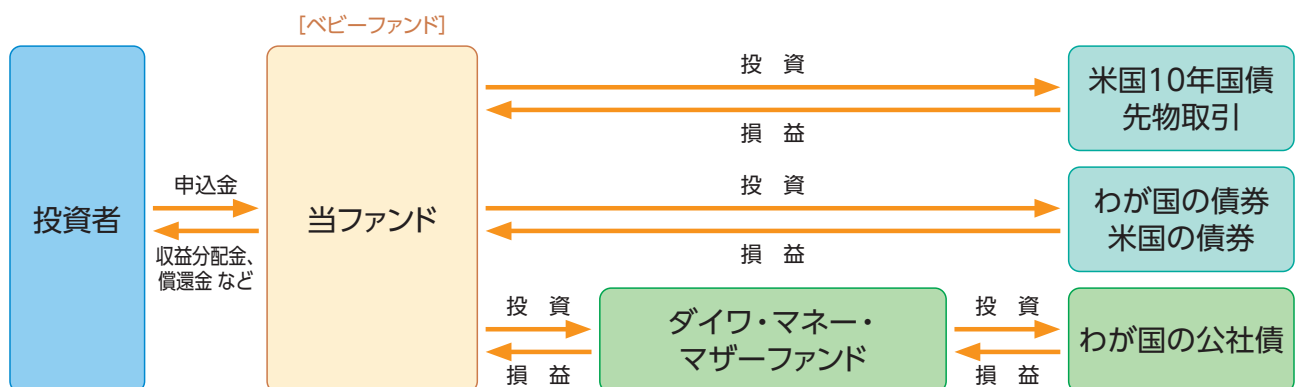 [ベビーファンド]
投資者
申込金
収益分配金、
償還金 など
当ファンド
投 資
損 益
米国10年国債
先物取引
投 資
損 益
わが国の債券
米国の債券
投 資
損 益
ダイワ・マネー・
マザーファンド
投 資
損 益
わが国の公社債